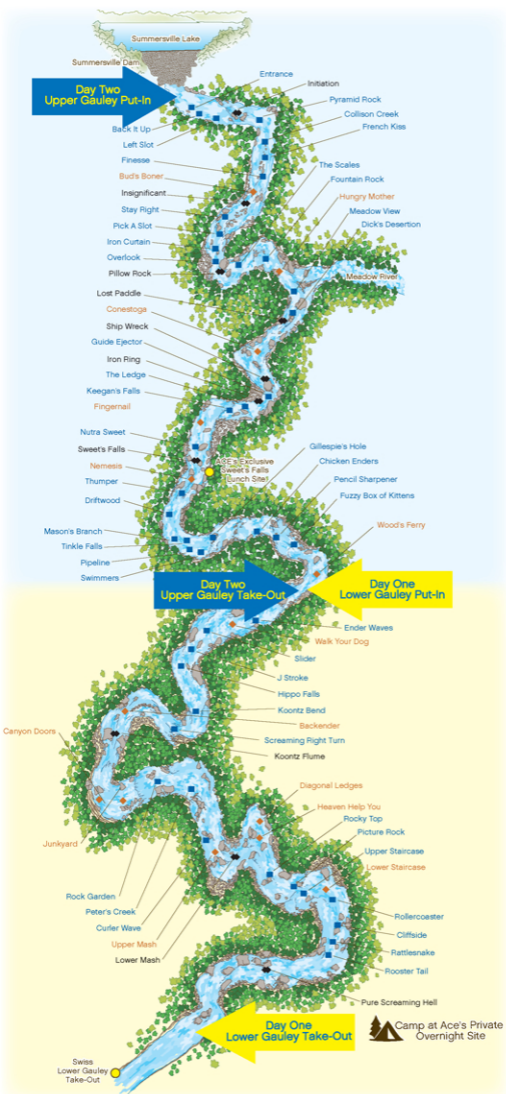 Summersville Lake
Summersville Dam
Day Two
Upper Gauley Put-In
Entrance
Initiation
Pyramid Rock
Collison Creek
French Kiss
Back It Up
Left Slot
Finesse
Bud's Boner
Insignificant
Stay Right
Pick A Slot
Iron Curtain
Overlook
Pillow Rock
The Scales
Fountain Rock
Hungry Mother
Meadow View
Dick's Desertion
Meadow River
Lost Paddle
Conestoga
Ship Wreck
Guide Ejector
Iron Ring
The Ledge
Keegan's Falls
Fingernail
Nutra Sweet
Sweet's Falls
Nemesis
Thumper
Driftwood
ACE's Exclusive
Sweet's Falls
Lunch Site!!
Gillespie's Hole
Chicken Enders
Pencil Sharpener
Fuzzy Box of Kittens
Wood's Ferry
Mason's Branch
Tinkle Falls
Pipeline
Swimmers
Day Two
Upper Gauley Take-Out
Day One
Lower Gauley Put-In
Ender Waves
Walk Your Dog
Slider
J Stroke
Hippo Falls
Koontz Bend
Backender
Screaming Right Turn
Koontz Flume
Canyon Doors
Junkyard
Diagonal Ledges
Heaven Help You
Rocky Top
Picture Rock
Upper Staircase
Lower Staircase
Rock Garden
Peter's Creek
Curler Wave
Upper Mash
Lower Mash
Rollercoaster
Cliffside
Rattlesnake
Rooster Tail
Pure Screaming Hell
Day One
Lower Gauley Take-Out
Camp at Ace's Private
Overnight Site
Swiss
Lower Gauley
Take-Out